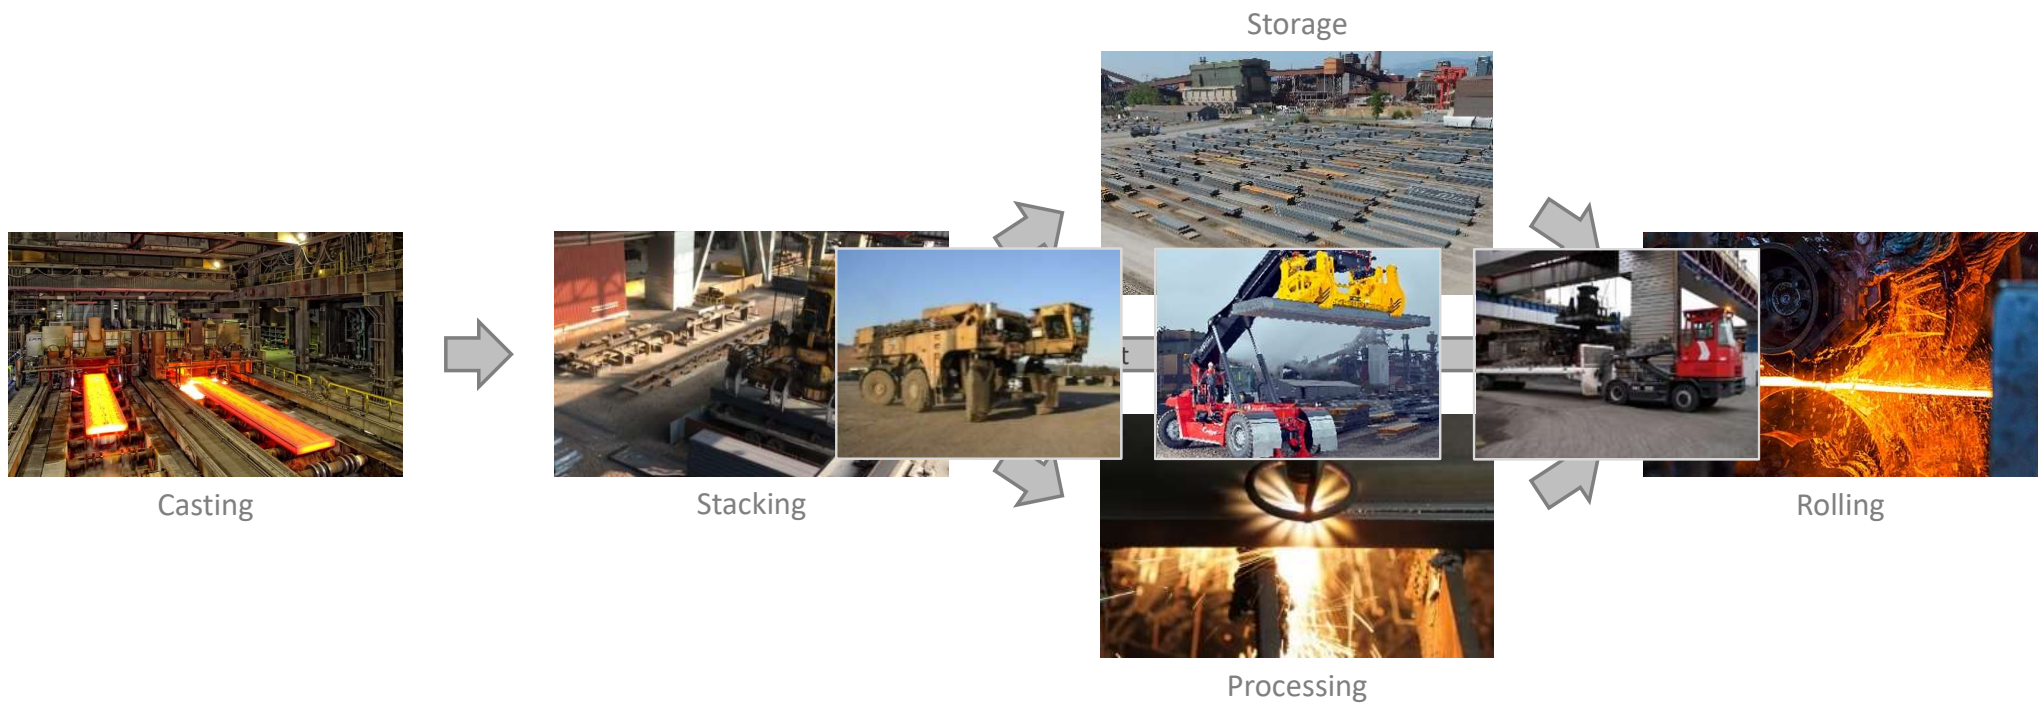 Storage
Casting
Stacking
Rolling
Processing